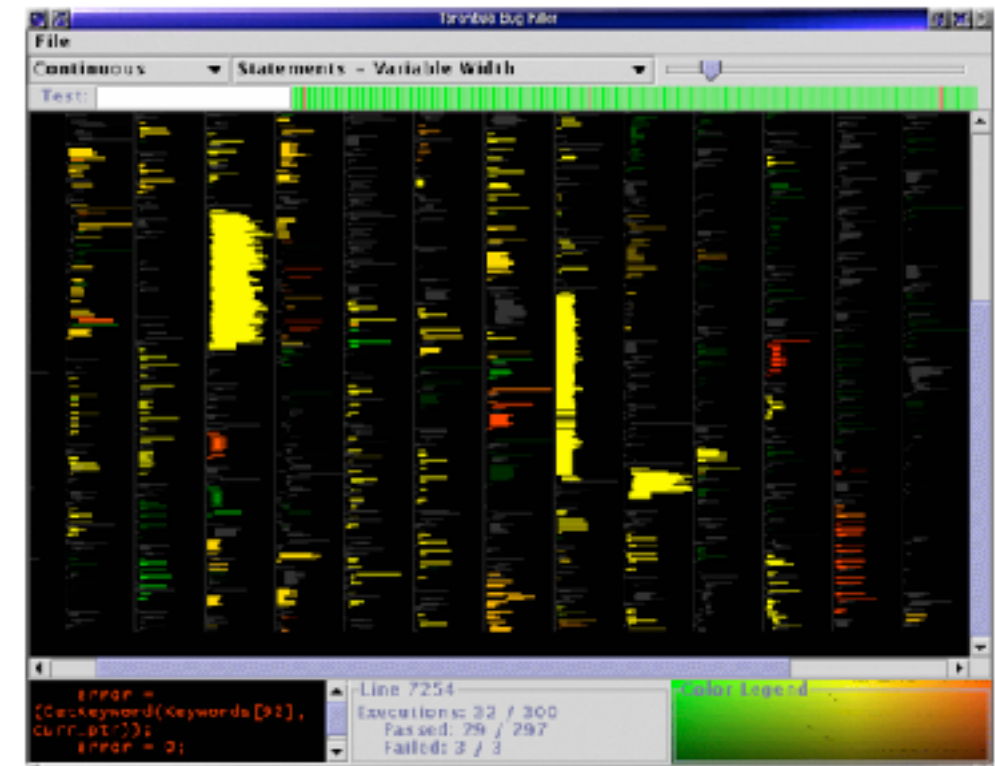 Tarantula Bug Killer
File
Continuous
Statements - Variable Width
Test:
error =
(GetKeyword(Keywords[92],
curr_ptr));
error = 0;
Line 7254
Executions: 32 / 300
Passed: 29 / 297
Failed: 3 / 3
Color Legend